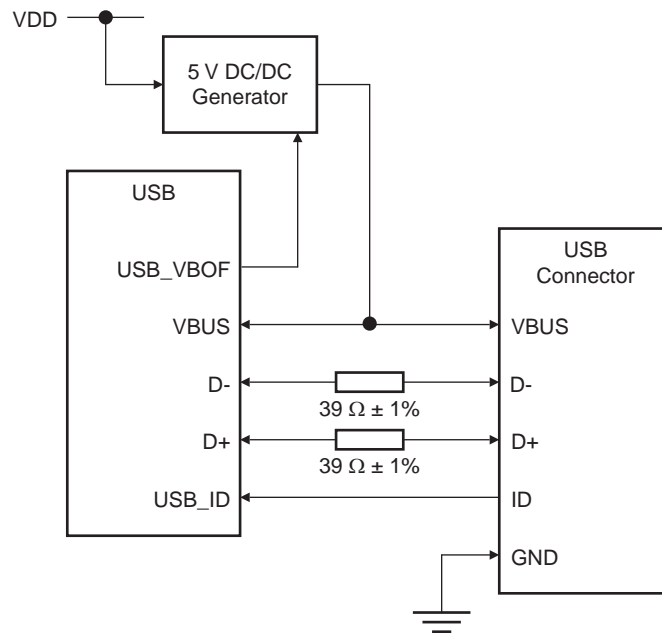 VDD
5 V DC/DC
Generator
USB
USB_VBOF
VBUS
D-
D+
USB_ID
39 Ω ± 1%
39 Ω ± 1%
USB
Connector
VBUS
D-
D+
ID
GND